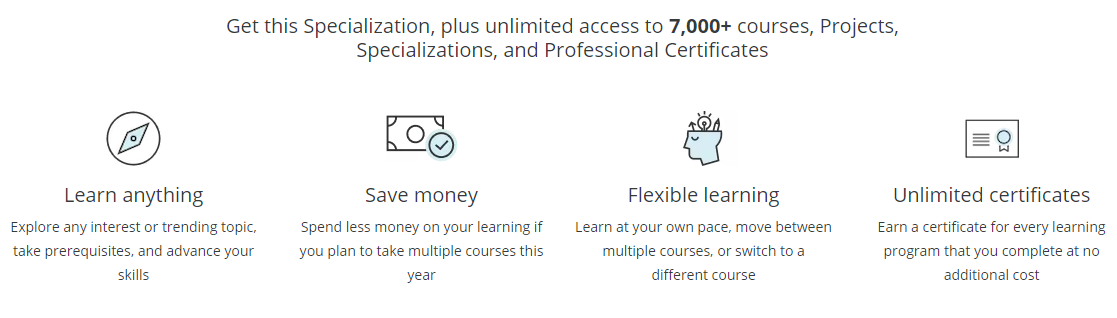 Get this Specialization, plus unlimited access to 7,000+ courses, Projects,
Specializations, and Professional Certificates
Learn anything
Explore any interest or trending topic,
take prerequisites, and advance your
skills
Save money
Spend less money on your learning if
you plan to take multiple courses this
year
Flexible learning
Learn at your own pace, move between
multiple courses, or switch to a
different course
Unlimited certificates
Earn a certificate for every learning
program that you complete at no
additional cost